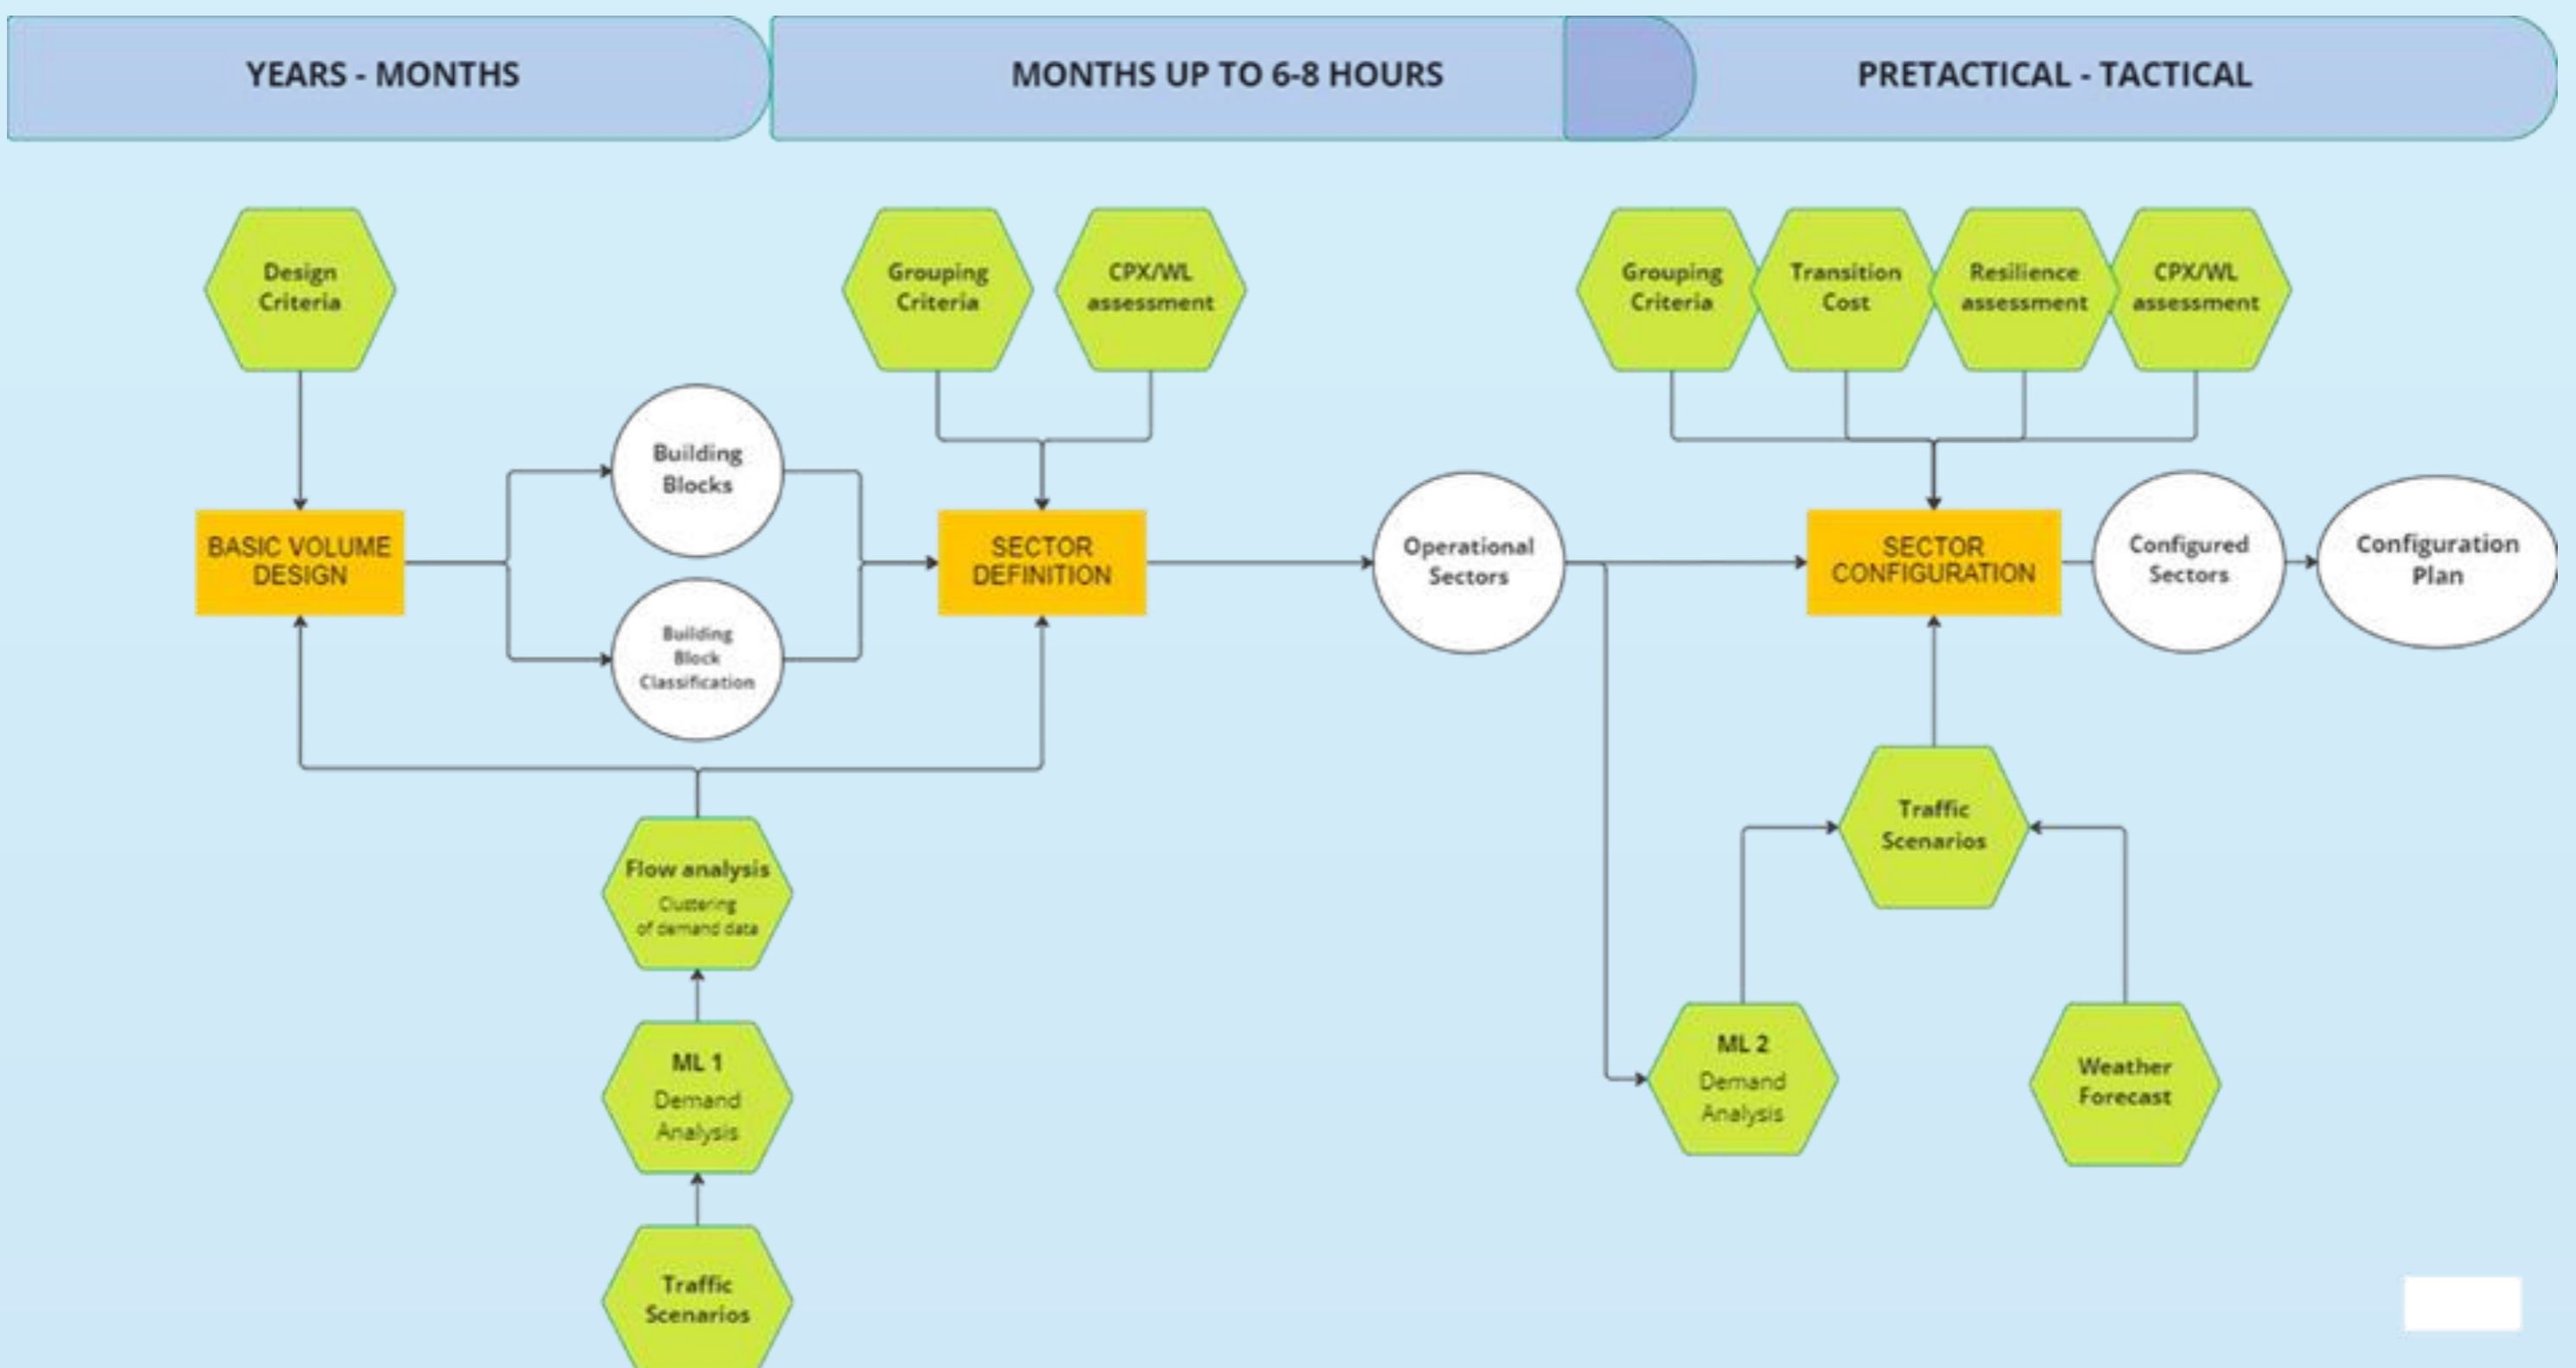 YEARS - MONTHS
MONTHS UP TO 6-8 HOURS
PRETACTICAL - TACTICAL
Design
Criteria
Grouping
Criteria
CPX/WL
assessment
Grouping
Criteria
Transition
Cost
Resilience
assessment
CPX/WL
assessment
Building
Blocks
BASIC VOLUME
DESIGN
SECTOR
DEFINITION
Operational
Sectors
SECTOR
CONFIGURATION
Configured
Sectors
Configuration
Plan
Building
Block
Classification
Traffic
Scenarios
Flow analysis
Clustering
of demand data
ML 1
Demand
Analysis
ML 2
Demand
Analysis
Weather
Forecast
Traffic
Scenarios